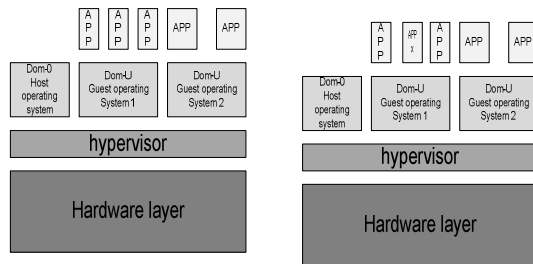 A
P
P
A
P
P
A
P
P
APP
APP
Dom-0
Host
operating
system
Dom-U
Guest operating
System 1
Dom-U
Guest operating
System 2
hypervisor
Hardware layer
A
P
P
APP
x
A
P
P
APP
APP
Dom-0
Host
operating
system
Dom-U
Guest operating
System 1
Dom-U
Guest operating
System 2
hypervisor
Hardware layer